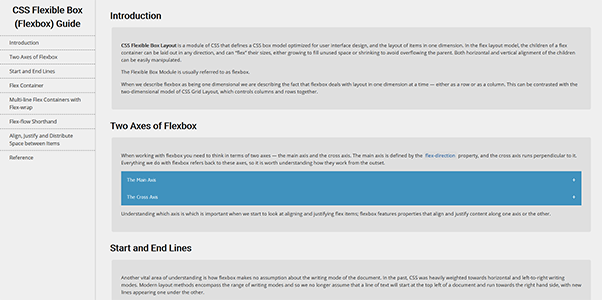 CSS Flexible Box
(Flexbox) Guide
Introduction
Two Axes of Flexbox
Start and End Lines
Flex Container
Multi-line Flex Containers with
Flex-wrap
Flex-flow Shorthand
Align, Justify and Distribute
Space between Items
Reference
Introduction
CSS Flexible Box Layout is a module of CSS that defines a CSS box model optimized for user interface design, and the layout of items in one dimension. In the flex layout model, the children of a flex
container can be laid out in any direction, and can "flex" their sizes, either growing to fill unused space or shrinking to avoid overflowing the parent. Both horizontal and vertical alignment of the children
can be easily manipulated.
The Flexible Box Module is usually referred to as flexbox.
When we describe flexbox as being one dimensional we are describing the fact that flexbox deals with layout in one dimension at a time — either as a row or as a column. This can be contrasted with the
two-dimensional model of CSS Grid Layout, which controls columns and rows together.
Two Axes of Flexbox
When working with flexbox you need to think in terms of two axes — the main axis and the cross axis. The main axis is defined by the flex-direction property, and the cross axis runs perpendicular to it.
Everything we do with flexbox refers back to these axes, so it is worth understanding how they work from the outset.
The Main Axis +
The Cross Axis +
Understanding which axis is which is important when we start to look at aligning and justifying flex items; flexbox features properties that align and justify content along one axis or the other.
Start and End Lines
Another vital area of understanding is how flexbox makes no assumption about the writing mode of the document. In the past, CSS was heavily weighted towards horizontal and left-to-right writing
modes. Modern layout methods encompass the range of writing modes and so we no longer assume that a line of text will start at the top left of a document and run towards the right hand side, with new
lines appearing one under the other.